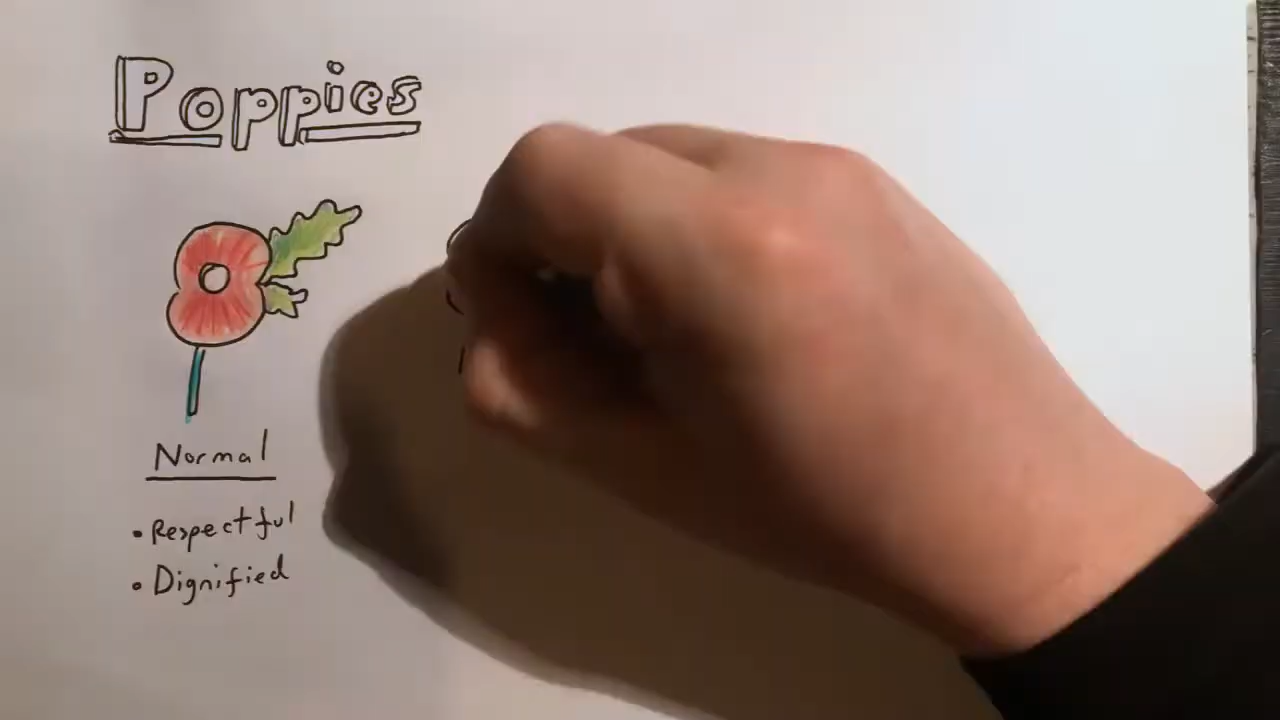 Poppies
Normal
• Respectful
• Dignified